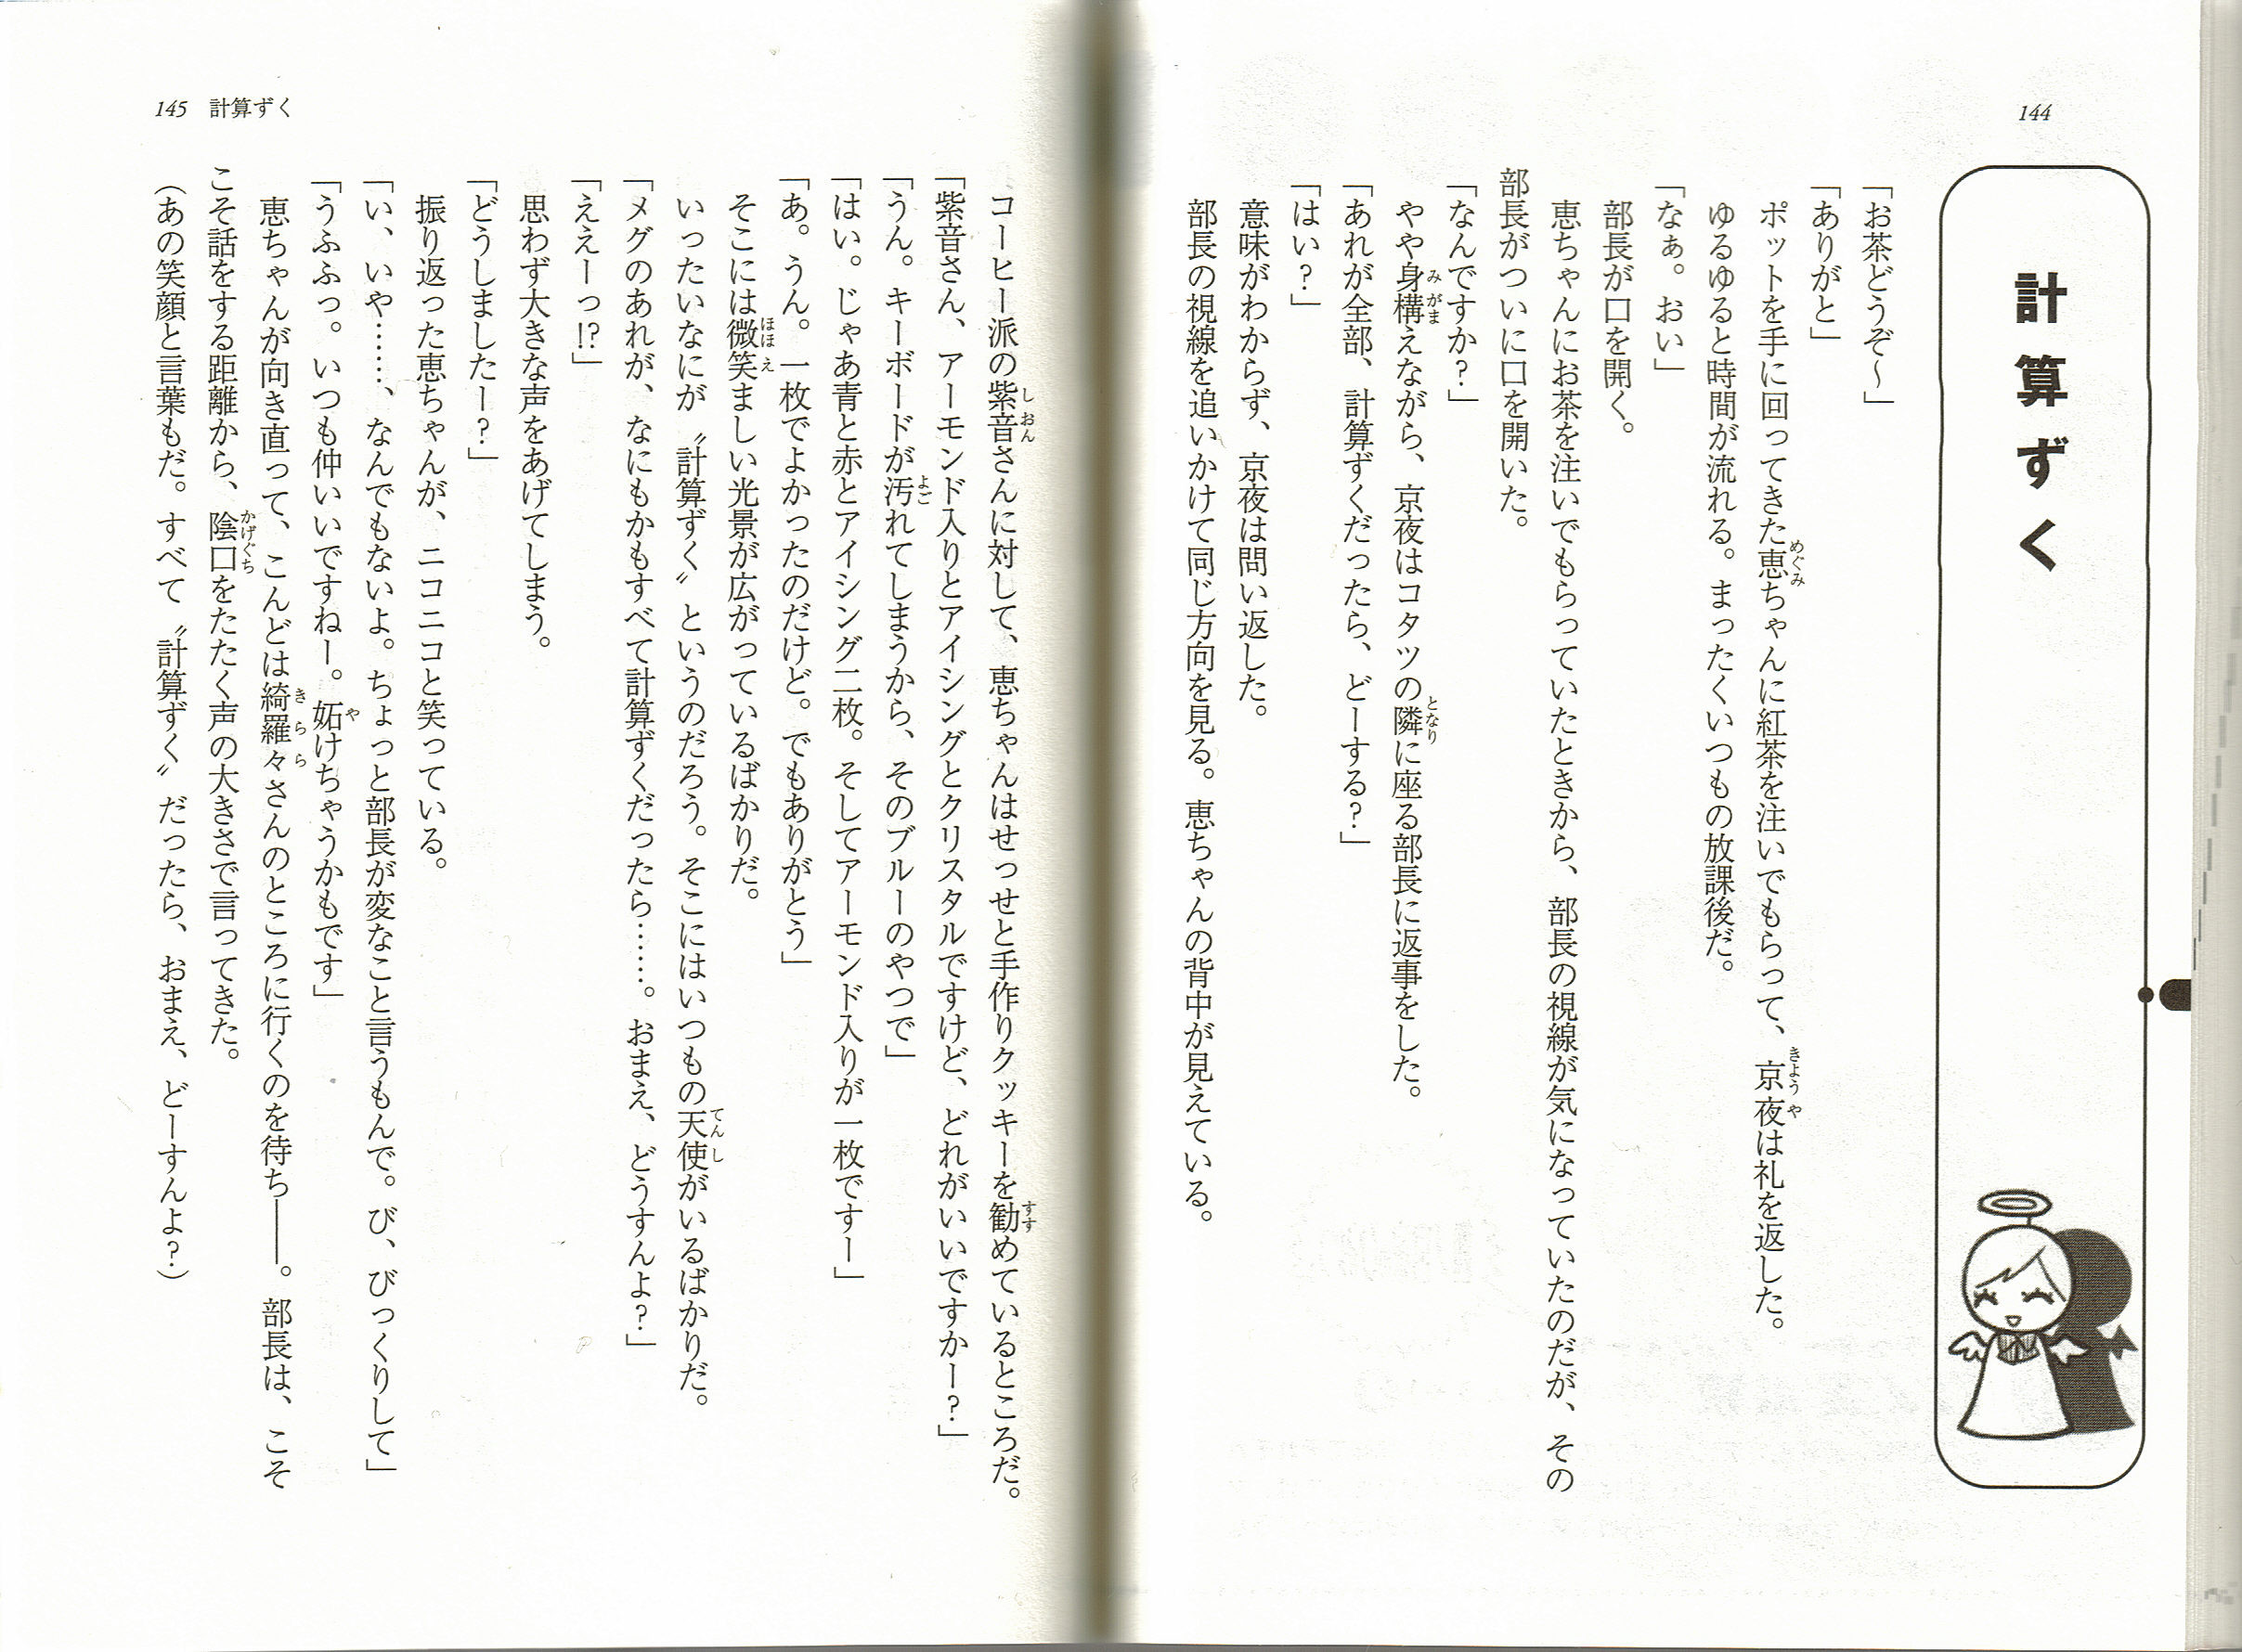 144
計算ずく
「お茶どうぞ～」
「ありがと」
ポットを手に回ってきた恵ちゃんに紅茶を注いでもらって、京夜は礼を返した。
ゆるゆると時間が流れる。まったくいつもの放課後だ。
「なぁ。おい」
部長が口を開く。
恵ちゃんにお茶を注いでもらっていたときから、部長の視線が気になっていたのだが、その
部長がついに口を開いた。
「なんですか？」
やや身構えながら、京夜はコタツの隣に座る部長に返事をした。
「あれが全部、計算ずくだったら、どーする？」
「はい？」
意味がわからず、京夜は問い返した。
部長の視線を追いかけて同じ方向を見る。恵ちゃんの背中が見えている。
145 計算ずく
コーヒー派の紫音さんに対して、恵ちゃんはせっせと手作りクッキーを勧めているところだ。
「紫音さん、アーモンド入りとアイシングとクリスタルですけど、どれがいいですかー？」
「うん。キーボードが汚れてしまうから、そのブルーのやつで」
「はい。じゃあ青と赤とアイシング二枚。そしてアーモンド入りが一枚ですー」
「あ。うん。一枚でよかったのだけど。でもありがとう」
そこには微笑ましい光景が広がっているばかりだ。
いったいなにが〝計算ずく〟というのだろう。そこにはいつもの天使がいるばかりだ。
「メグのあれが、なにもかもすべて計算ずくだったら……。おまえ、どうすんよ？」
「ええーっ!?」
思わず大きな声をあげてしまう。
「どうしましたー？」
振り返った恵ちゃんが、ニコニコと笑っている。
「い、いや……、なんでもないよ。ちょっと部長が変なこと言うもんで。び、びっくりして」
「うふふっ。いつも仲いいですねー。妬けちゃうかもです」
恵ちゃんが向き直って、こんどは綺羅々さんのところに行くのを待ち――。部長は、こそ
こそ話をする距離から、陰口をたたく声の大きさで言ってきた。
（あの笑顔と言葉もだ。すべて〝計算ずく〟だったら、おまえ、どーすんよ？）